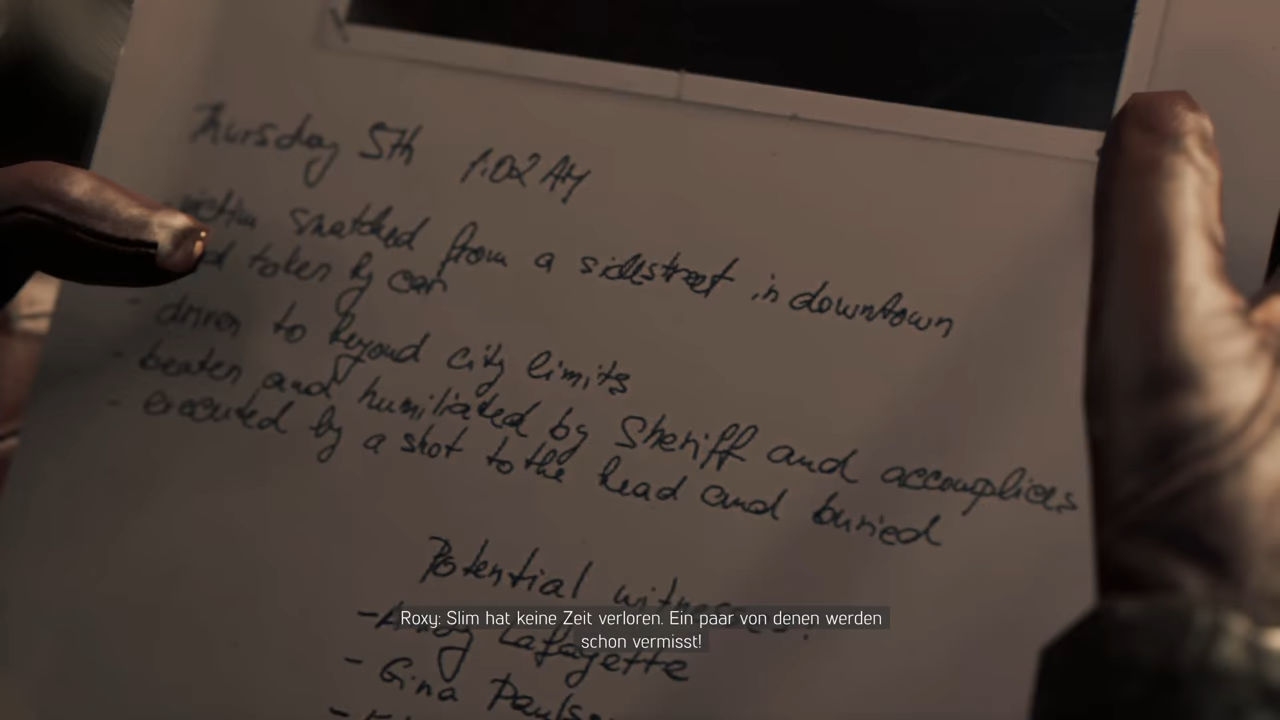 Thursday 5th 1:02 AM
victim snatched from a sidestreet in downtown
taken by car
- driven to beyond city limits
- beaten and humiliated by Sheriff and accomplices
- executed by a shot to the head and buried
Potential witnesses:
- Lafayette
- Gina
Roxy: Slim hat keine Zeit verloren. Ein paar von denen werden
schon vermisst!